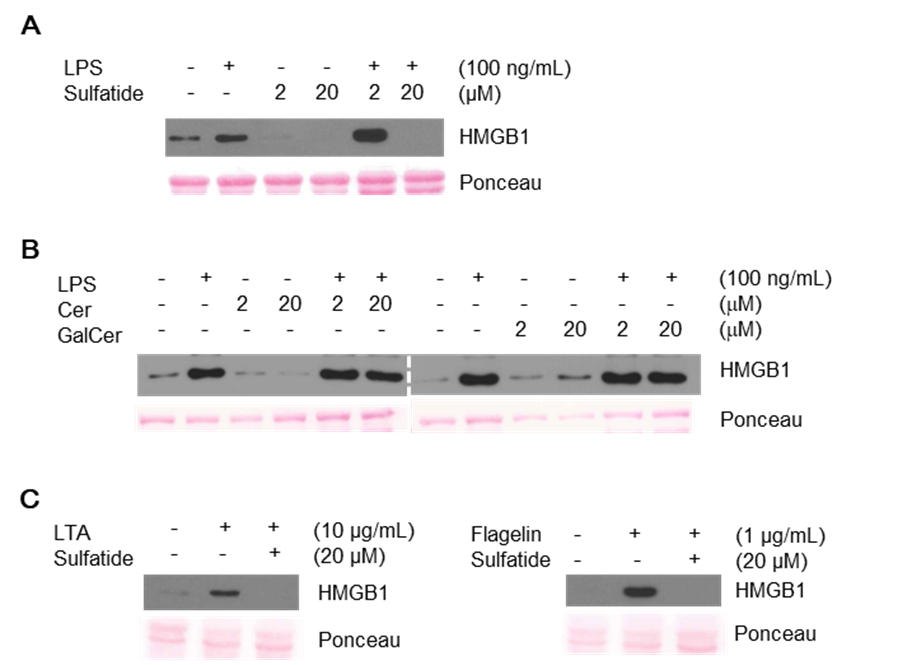 A
LPS - + - - + + (100 ng/mL)
Sulfatide - - 2 20 2 20 (µM)
HMGB1
Ponceau
B
LPS - + - - + + - + - - + + (100 ng/mL)
Cer - - 2 20 2 20 - - - - - - (µM)
GalCer - - - - - - - - 2 20 2 20 (µM)
HMGB1
Ponceau
C
LTA - + + (10 µg/mL)
Sulfatide - - + (20 µM)
HMGB1
Ponceau
Flagelin - + + (1 µg/mL)
Sulfatide - - + (20 µM)
HMGB1
Ponceau